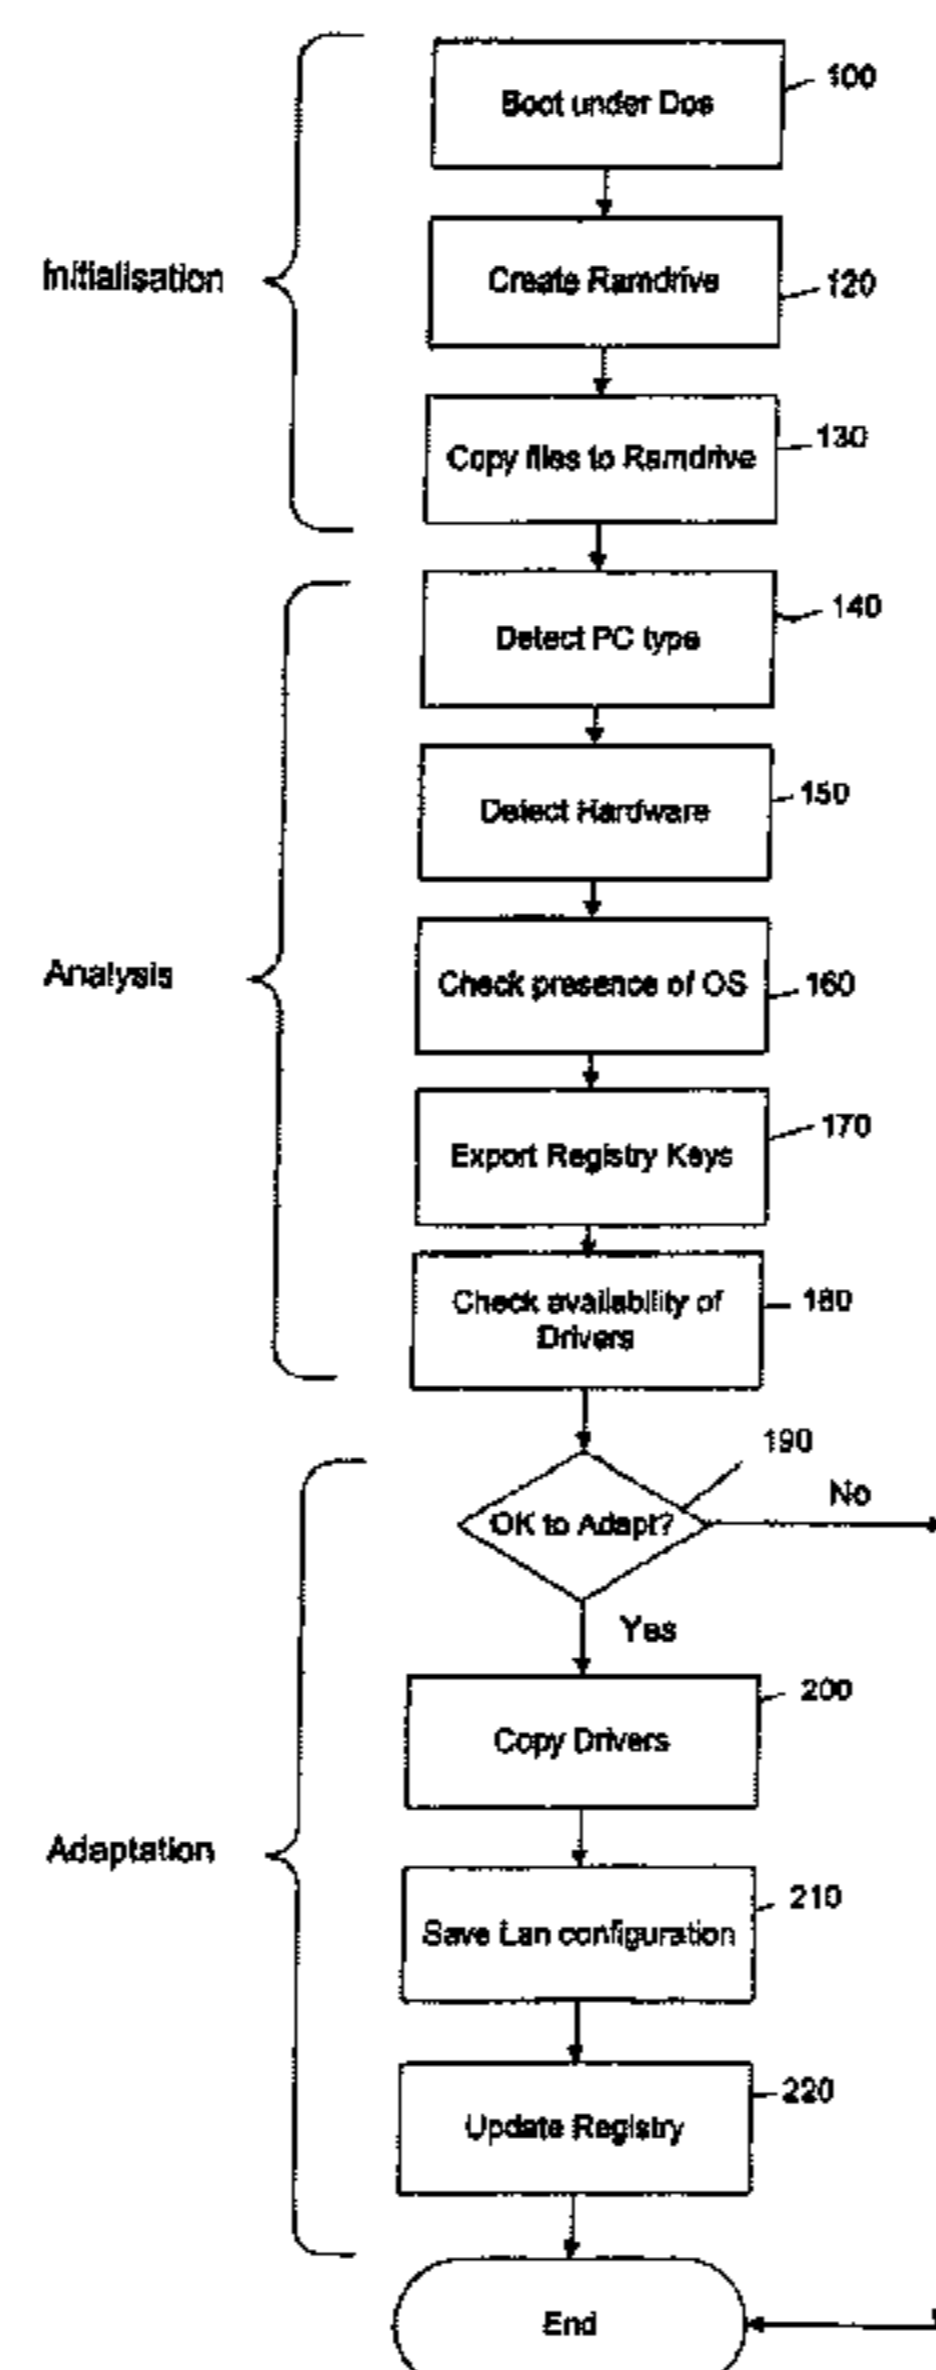 Boot under Dos
100
Initialisation
Create Ramdrive
120
Copy files to Ramdrive
130
Detect PC type
140
Detect Hardware
150
Analysis
Check presence of OS
160
Export Registry Keys
170
Check availability of
Drivers
180
OK to Adapt?
190
No
Yes
Copy Drivers
200
Adaptation
Save Lan configuration
210
Update Registry
220
End